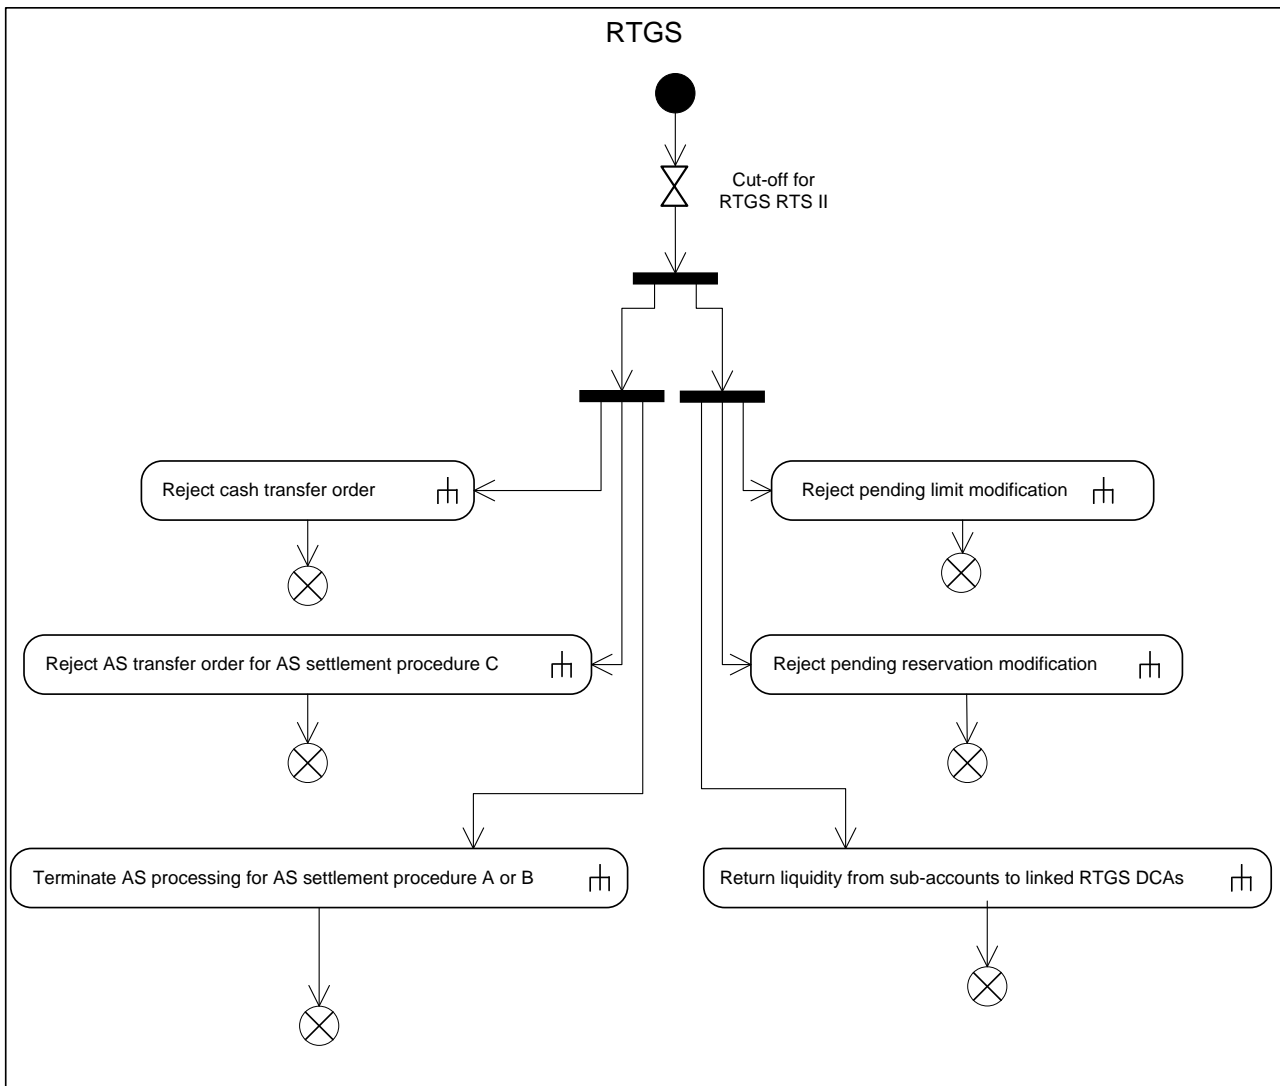 RTGS
Cut-off for
RTGS RTS II
Reject cash transfer order
Reject pending limit modification
Reject AS transfer order for AS settlement procedure C
Reject pending reservation modification
Terminate AS processing for AS settlement procedure A or B
Return liquidity from sub-accounts to linked RTGS DCAs